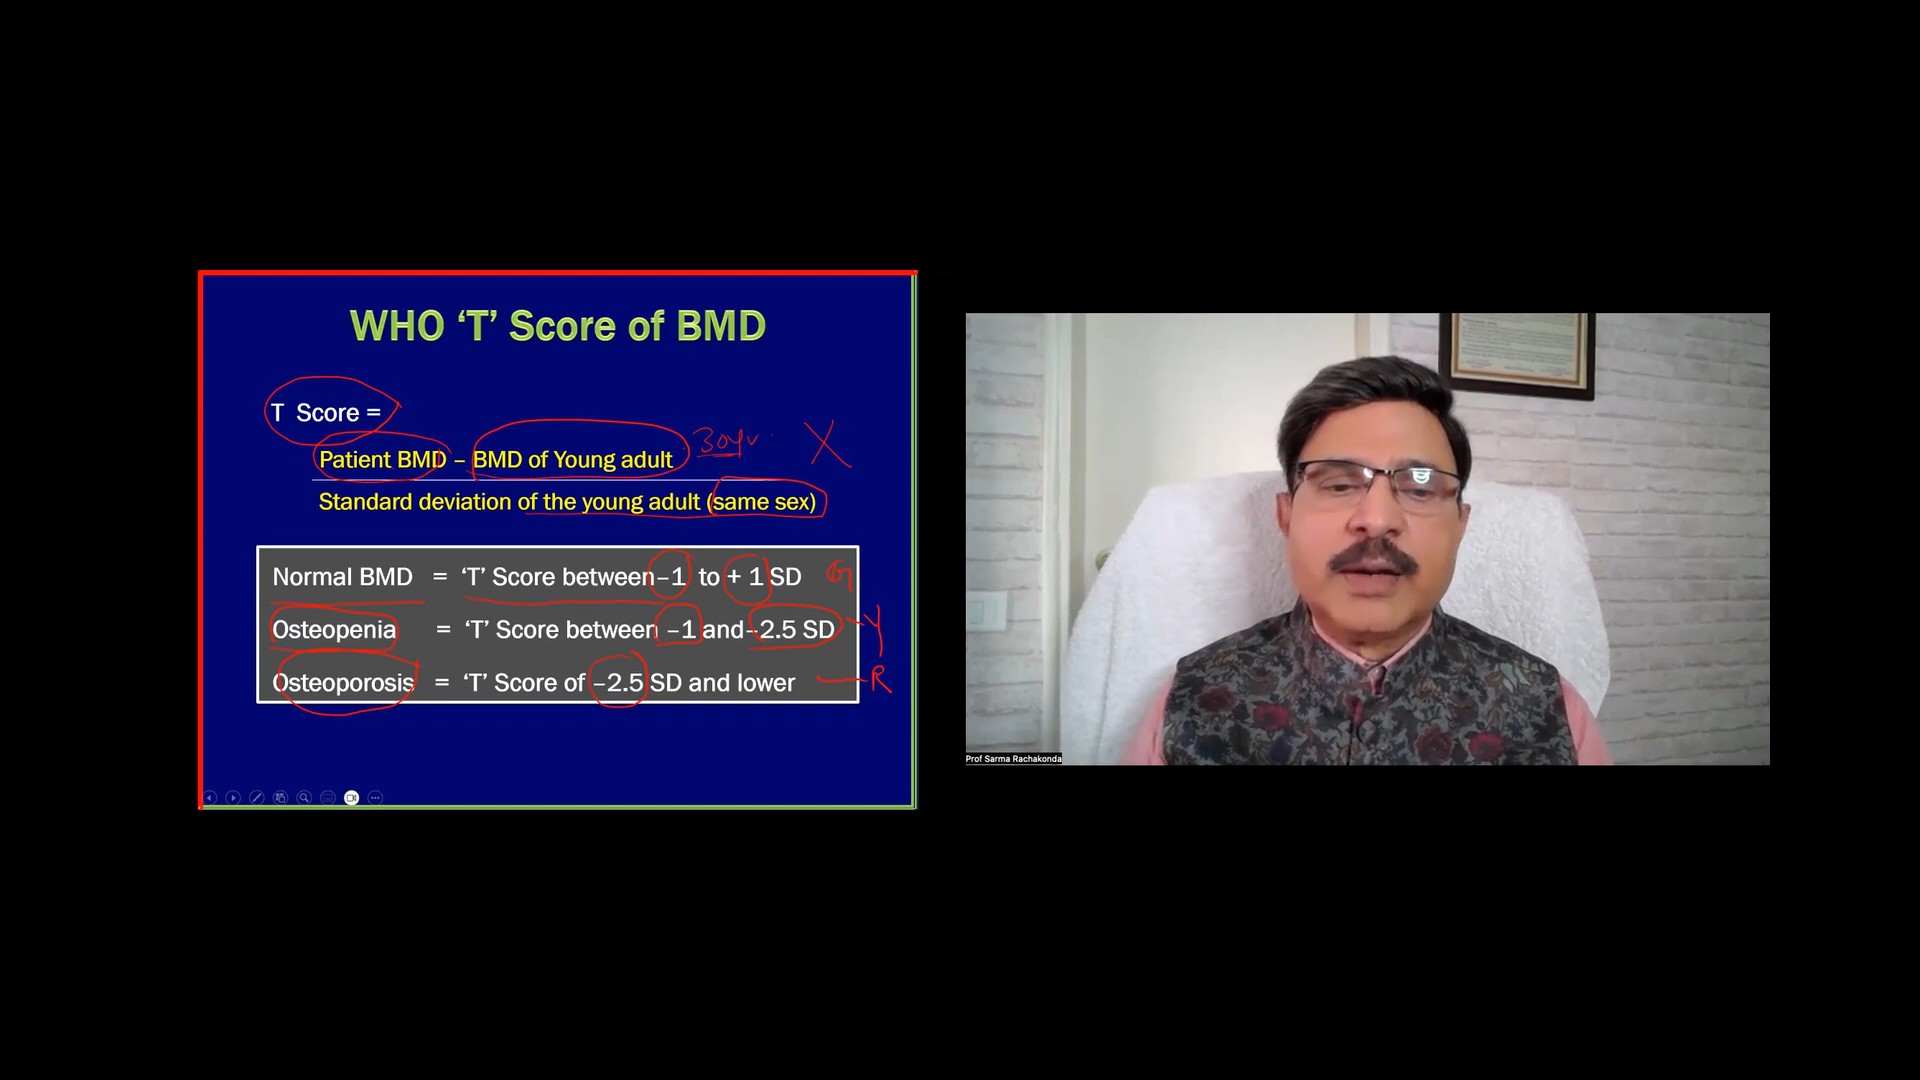 WHO ‘T’ Score of BMD
T Score =
Patient BMD – BMD of Young adult
30yr
X
Standard deviation of the young adult (same sex)
Normal BMD = ‘T’ Score between –1 to + 1 SD
G
Osteopenia = ‘T’ Score between –1 and -2.5 SD
Y
Osteoporosis = ‘T’ Score of –2.5 SD and lower
R
Prof Sarma Rachakonda